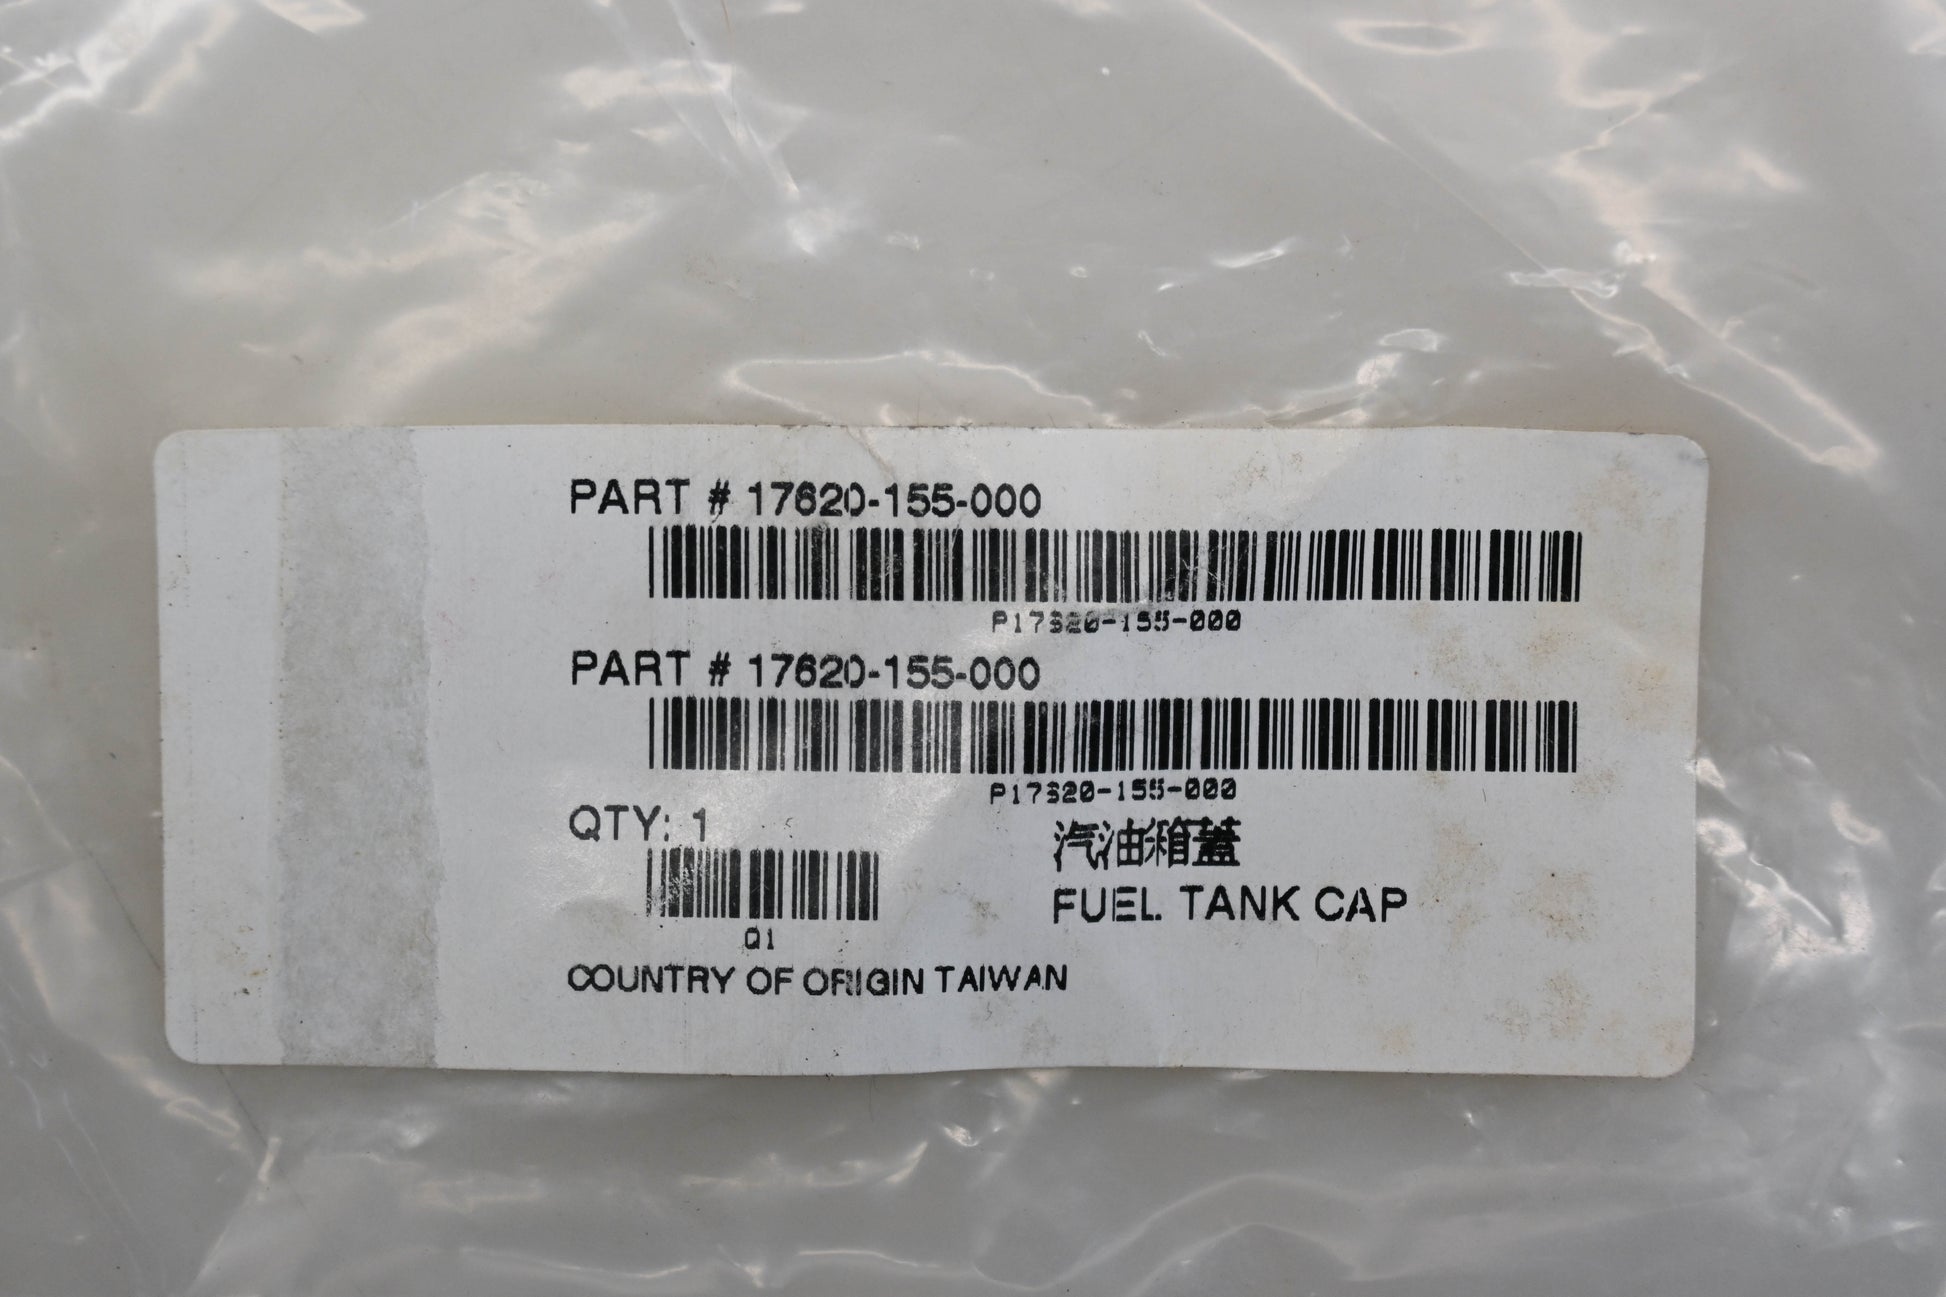 PART # 17620-155-000
P17620-155-000
PART # 17620-155-000
P17620-155-000
QTY: 1
汽油箱蓋
FUEL TANK CAP
Q1
COUNTRY OF ORIGIN TAIWAN